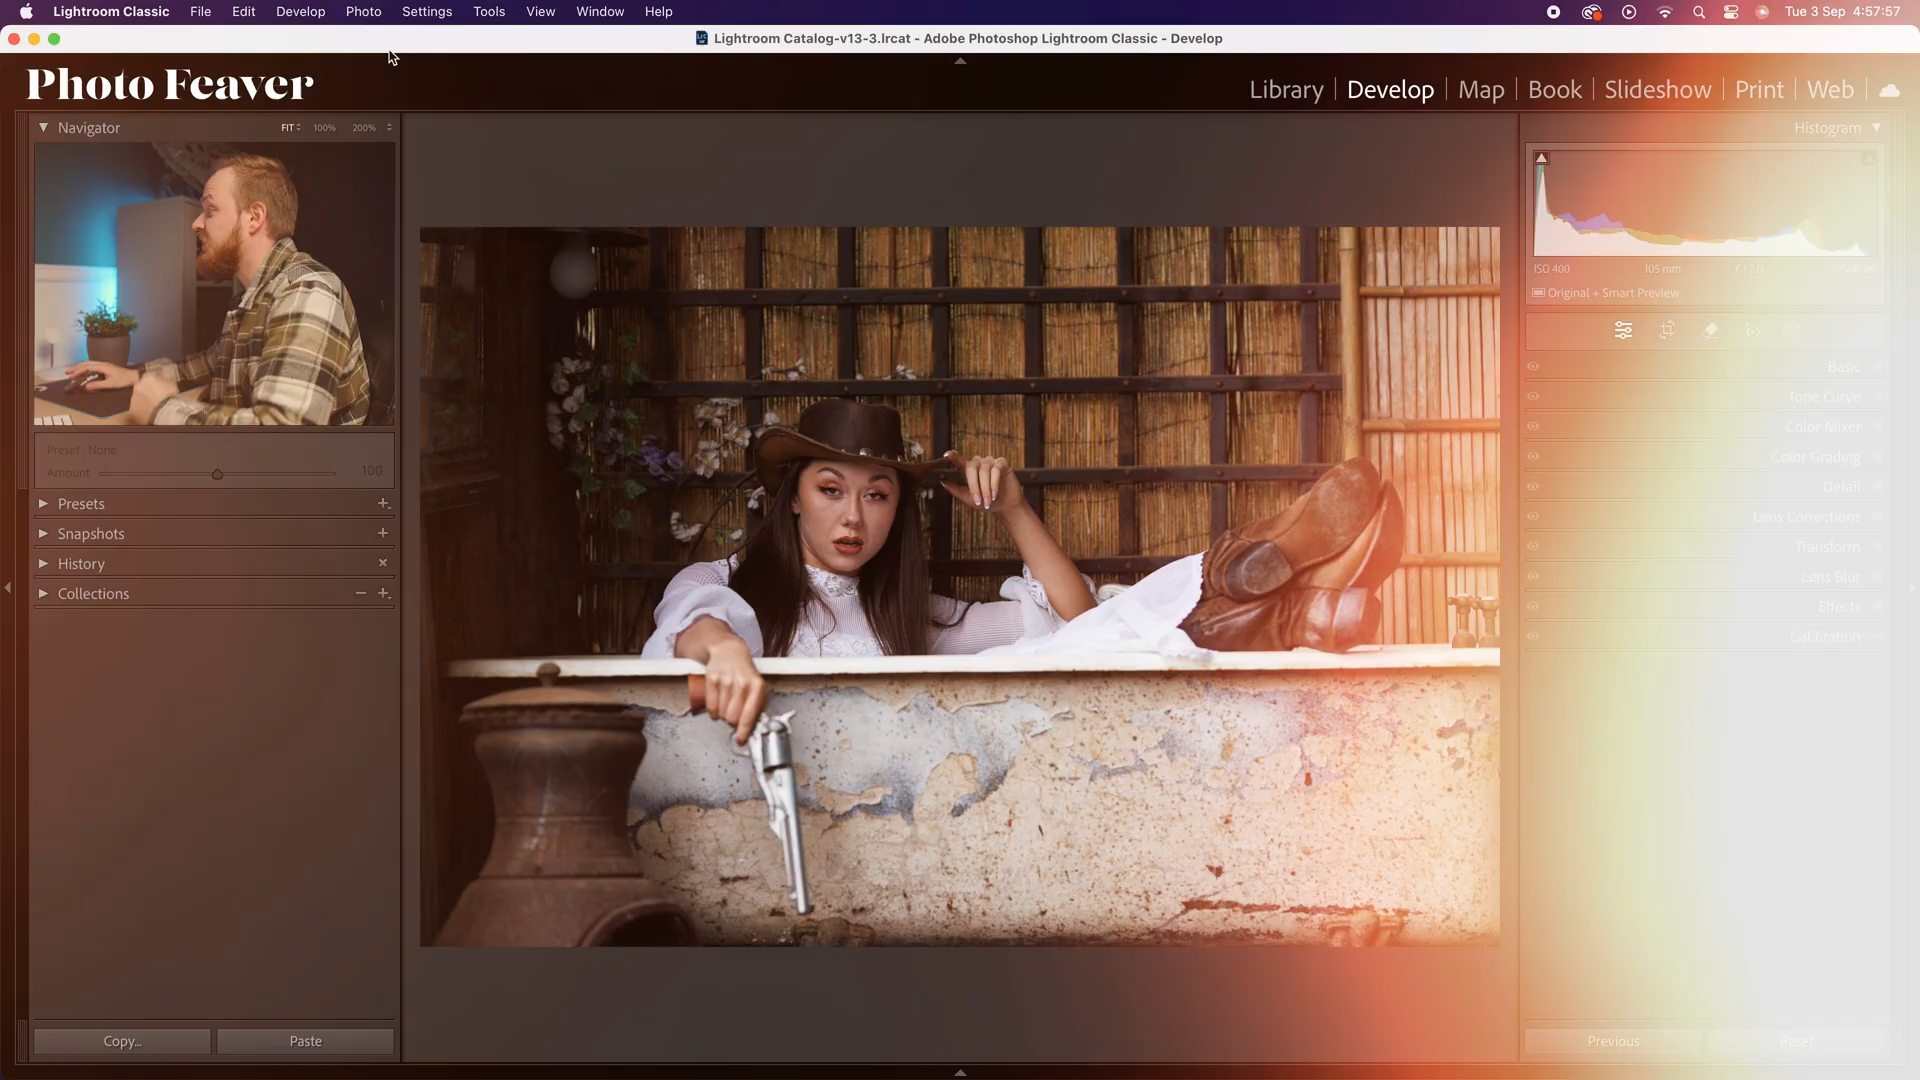 Lightroom Classic File Edit Develop Photo Settings Tools View Window Help Tue 3 Sep 4:57:57
Lightroom Catalog-v13-3.lrcat - Adobe Photoshop Lightroom Classic - Develop
Photo Feaver
Library Develop Map Book Slideshow Print Web
Navigator FIT 100% 200%
Preset : None
Amount 100
Presets
Snapshots
History
Collections
Copy... Paste
Histogram
ISO 400 105 mm ƒ / 2.0
Original + Smart Preview
Basic
Tone Curve
Color Mixer
Color Grading
Detail
Lens Corrections
Transform
Lens Blur
Effects
Calibration
Previous Reset